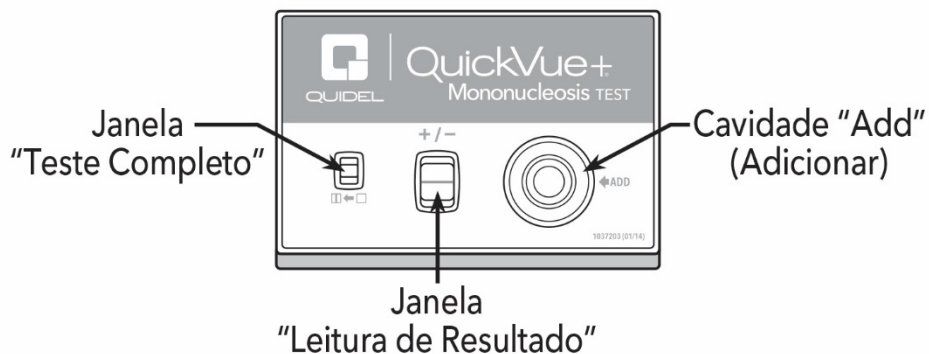 QUIDEL
QuickVue+
Mononucleosis TEST
Janela
"Teste Completo"
+ / −
Cavidade "Add"
(Adicionar)
ADD
1037203 (01/14)
Janela
"Leitura de Resultado"